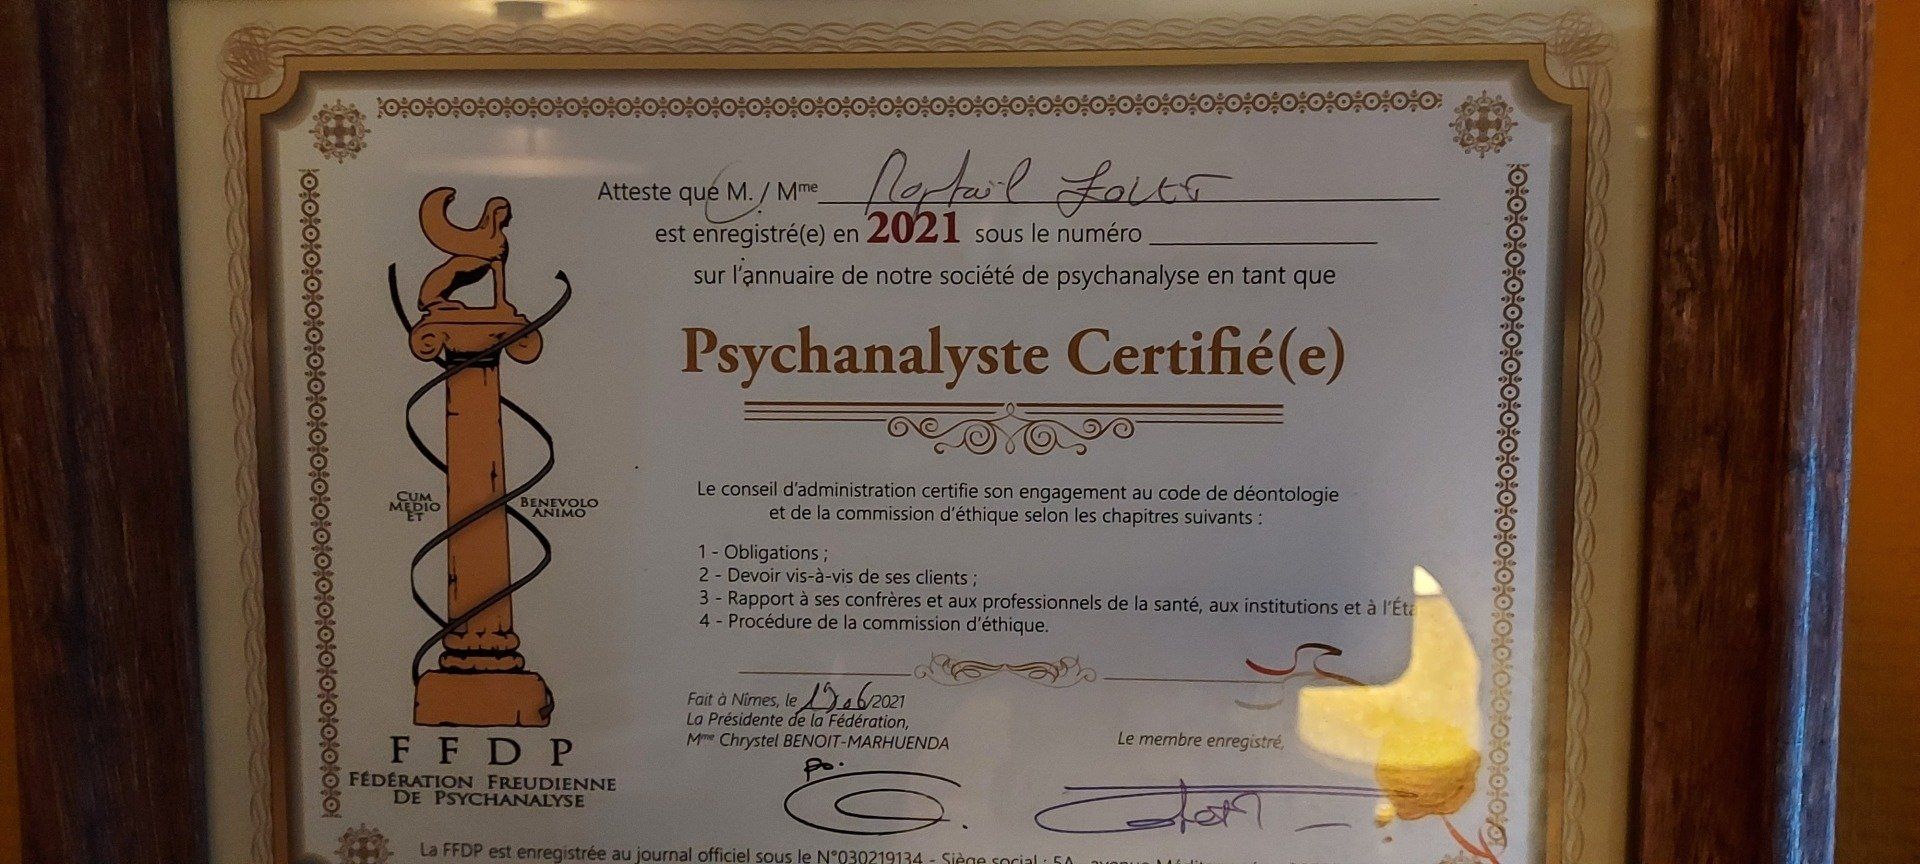 Atteste que M. / Mme Raphaël
est enregistré(e) en 2021 sous le numéro
sur l'annuaire de notre société de psychanalyse en tant que
Psychanalyste Certifié(e)
CUM MEDIO ET
BENEVOLO ANIMO
Le conseil d'administration certifie son engagement au code de déontologie
et de la commission d'éthique selon les chapitres suivants :
1 - Obligations ;
2 - Devoir vis-à-vis de ses clients ;
3 - Rapport à ses confrères et aux professionnels de la santé, aux institutions et à l'Éta
4 - Procédure de la commission d'éthique.
Fait à Nîmes, le /2021
La Présidente de la Fédération,
Mme Chrystel BENOIT-MARHUENDA
Le membre enregistré,
po.
F F D P
FÉDÉRATION FREUDIENNE
DE PSYCHANALYSE
La FFDP est enregistrée au journal officiel sous le N°030219134 - Siège social : 5A, avenue